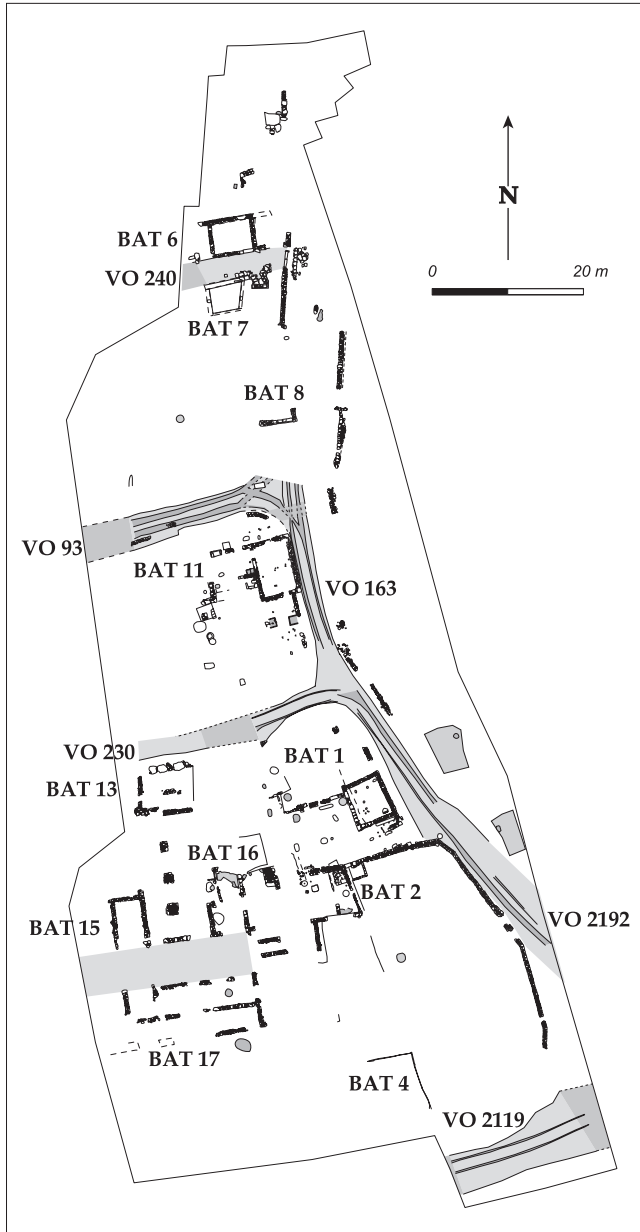 N
0 20 m
BAT 6
VO 240
BAT 7
BAT 8
VO 93
BAT 11
VO 163
VO 230
BAT 1
BAT 13
BAT 16
BAT 2
BAT 15
VO 2192
BAT 17
BAT 4
VO 2119